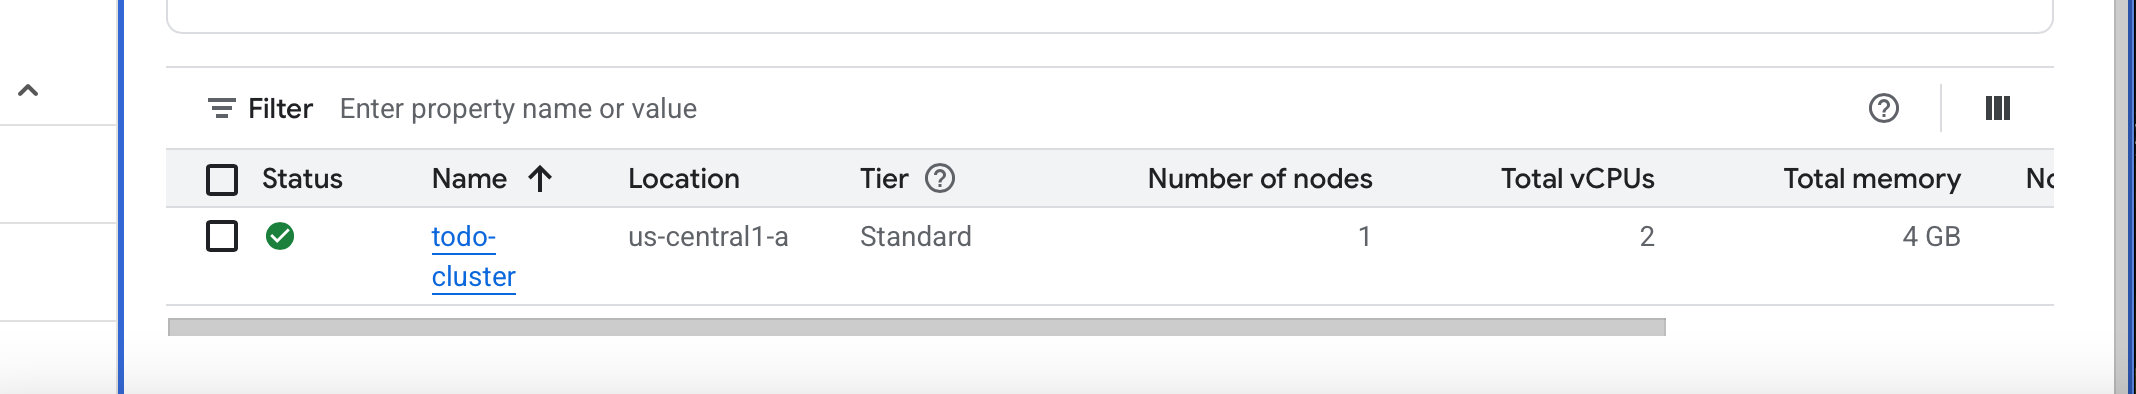 Filter Enter property name or value
Status Name Location Tier Number of nodes Total vCPUs Total memory
todo- us-central1-a Standard 1 2 4 GB
cluster